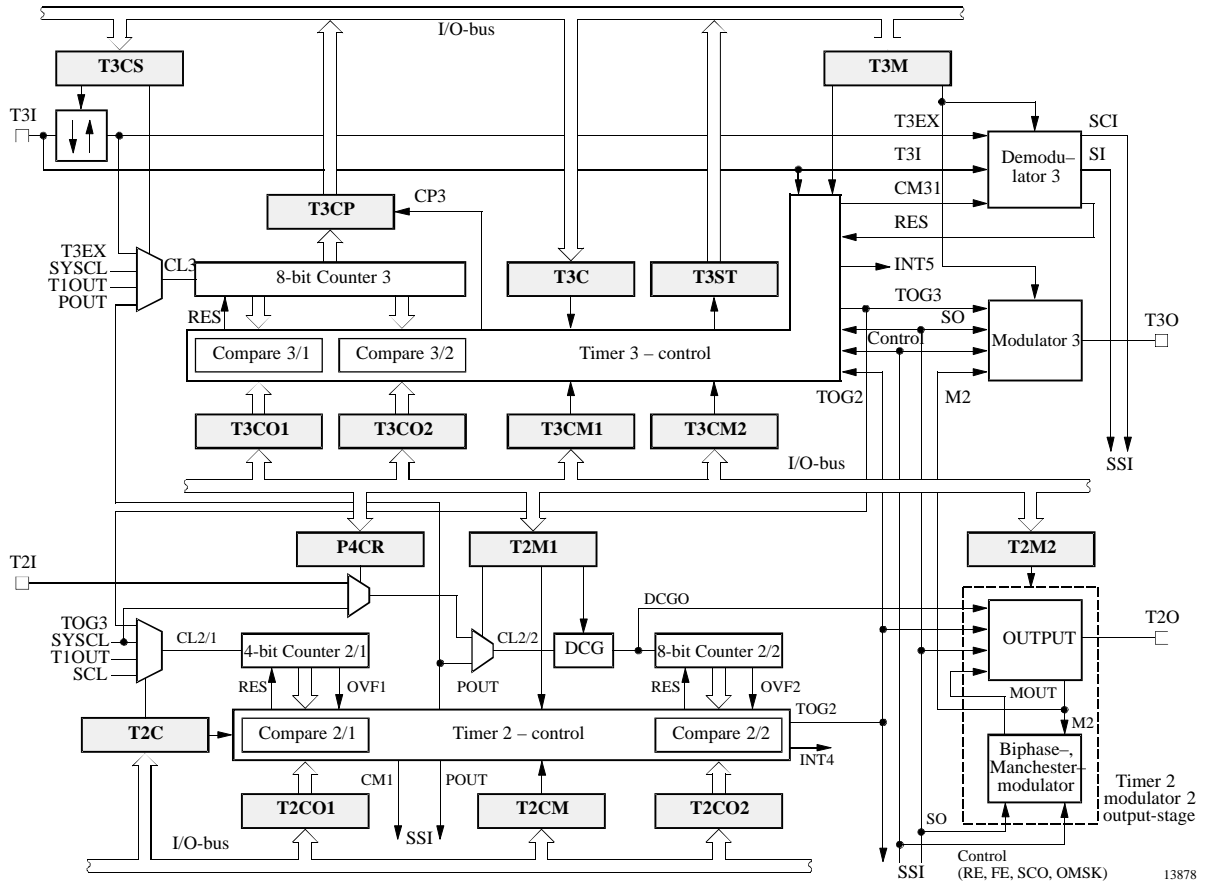 I/O-bus
T3CS
T3M
T3I
T3EX
SCI
T3I
SI
Demodu–
lator 3
CM31
T3CP
CP3
RES
T3EX
SYSCL
T1OUT
POUT
CL3
8-bit Counter 3
T3C
T3ST
INT5
TOG3
RES
SO
Compare 3/1
Compare 3/2
Timer 3 – control
Control
Modulator 3
T3O
TOG2
M2
T3CO1
T3CO2
T3CM1
T3CM2
I/O-bus
SSI
P4CR
T2M1
T2M2
T2I
DCGO
T2O
TOG3
SYSCL
T1OUT
SCL
CL2/1
4-bit Counter 2/1
CL2/2
DCG
8-bit Counter 2/2
OUTPUT
RES
OVF1
POUT
RES
OVF2
MOUT
T2C
Compare 2/1
Timer 2 – control
Compare 2/2
TOG2
M2
INT4
Biphase–,
Manchester–
modulator
CM1
POUT
T2CO1
T2CM
T2CO2
Timer 2
modulator 2
output-stage
SSI
SO
I/O-bus
SSI
Control
(RE, FE, SCO, OMSK)
13878